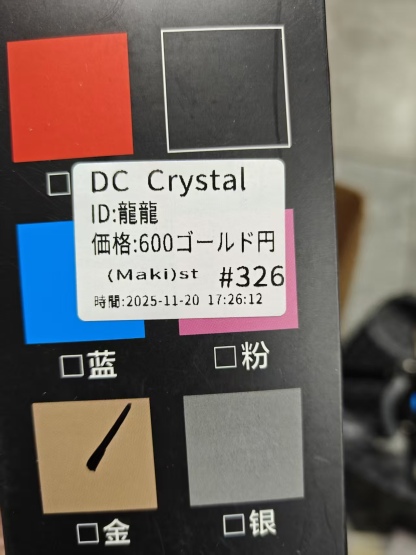 □
DC Crystal
ID:龍龍
価格:600ゴールド円
(Maki)st #326
時間:2025-11-20 17:26:12
□蓝 □粉
□金 □银